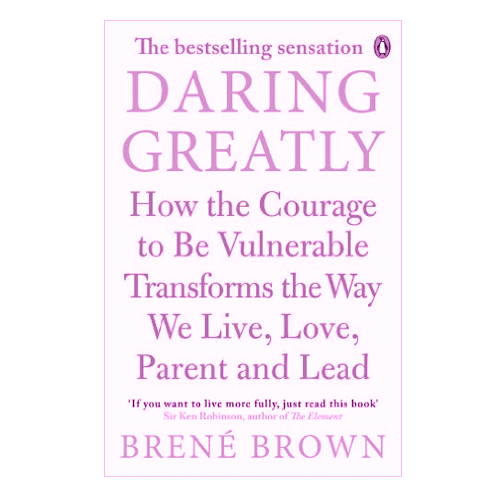 The bestselling sensation
DARING
GREATLY
How the Courage
to Be Vulnerable
Transforms the Way
We Live, Love,
Parent and Lead
'If you want to live more fully, just read this book'
Sir Ken Robinson, author of The Element
BRENÉ BROWN